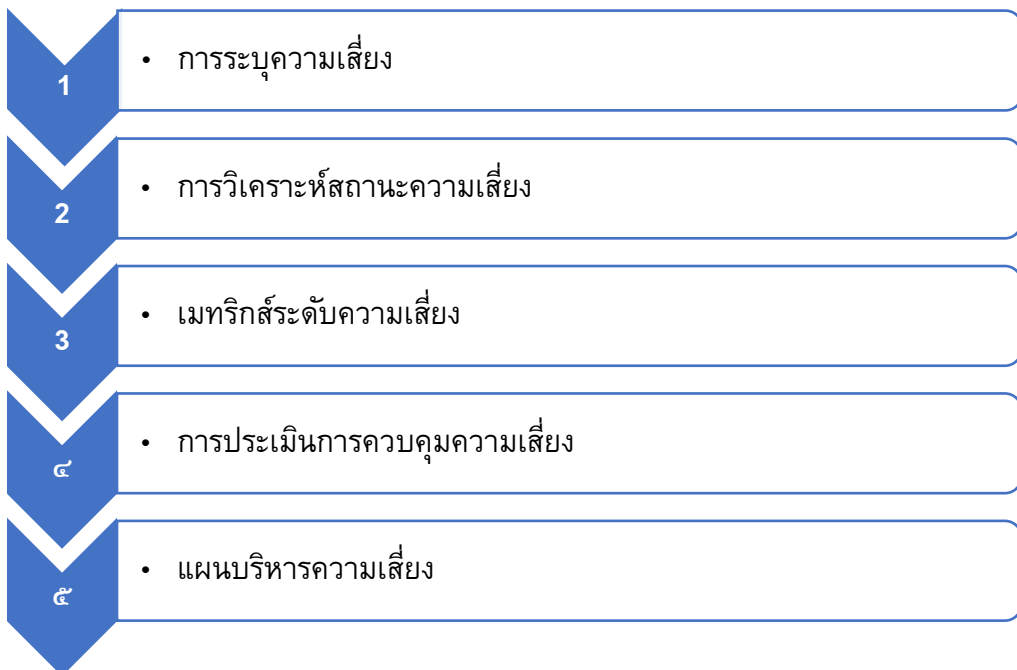 1
• การระบุความเสี่ยง
2
• การวิเคราะห์สถานะความเสี่ยง
3
• เมทริกส์ระดับความเสี่ยง
๔
• การประเมินการควบคุมความเสี่ยง
๕
• แผนบริหารความเสี่ยง